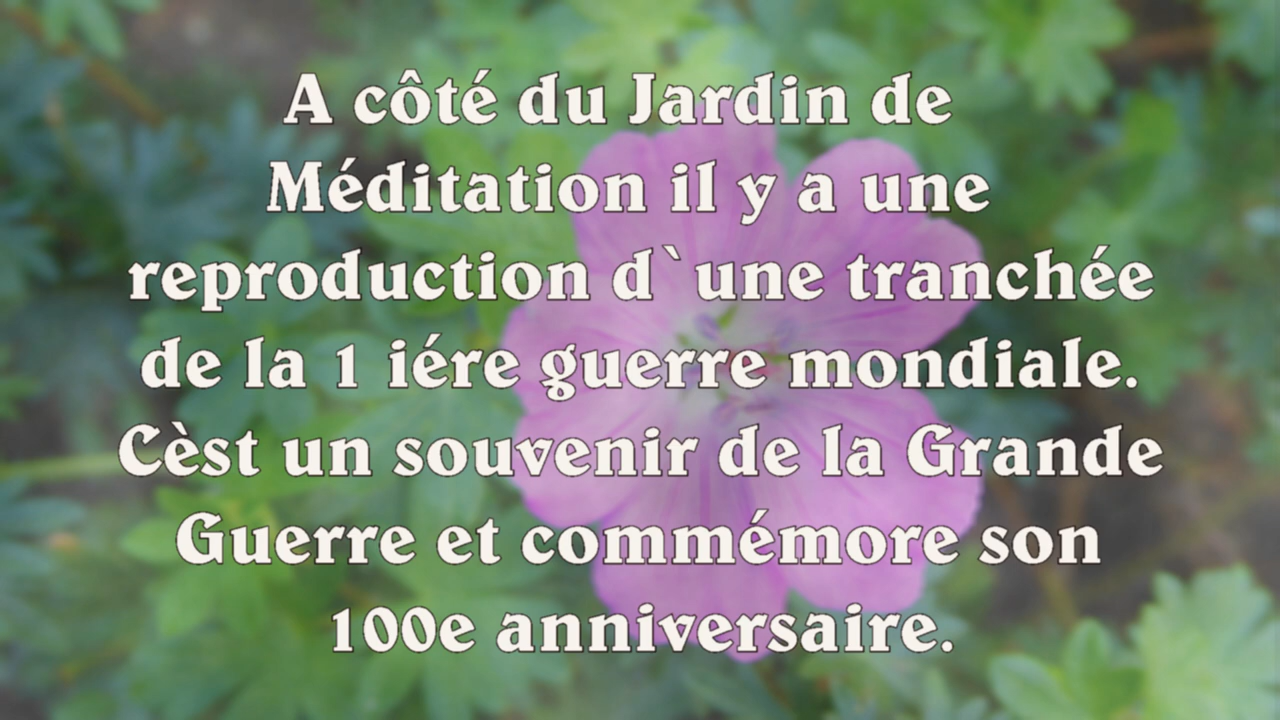 A côté du Jardin de
Méditation il y a une
reproduction d`une tranchée
de la 1 iére guerre mondiale.
Cèst un souvenir de la Grande
Guerre et commémore son
100e anniversaire.